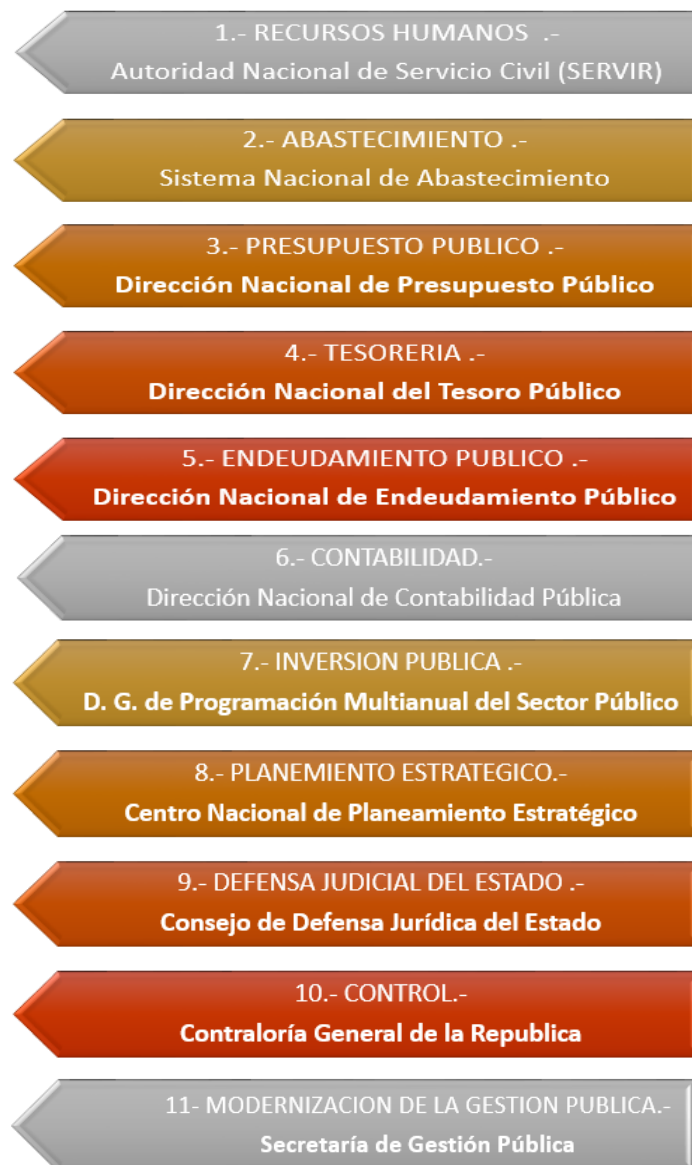 1.- RECURSOS HUMANOS .-
Autoridad Nacional de Servicio Civil (SERVIR)
2.- ABASTECIMIENTO .-
Sistema Nacional de Abastecimiento
3.- PRESUPUESTO PUBLICO .-
Dirección Nacional de Presupuesto Público
4.- TESORERIA .-
Dirección Nacional del Tesoro Público
5.- ENDEUDAMIENTO PUBLICO .-
Dirección Nacional de Endeudamiento Público
6.- CONTABILIDAD.-
Dirección Nacional de Contabilidad Pública
7.- INVERSION PUBLICA .-
D. G. de Programación Multianual del Sector Público
8.- PLANEMIENTO ESTRATEGICO.-
Centro Nacional de Planeamiento Estratégico
9.- DEFENSA JUDICIAL DEL ESTADO .-
Consejo de Defensa Jurídica del Estado
10.- CONTROL.-
Contraloría General de la Republica
11- MODERNIZACION DE LA GESTION PUBLICA.-
Secretaría de Gestión Pública